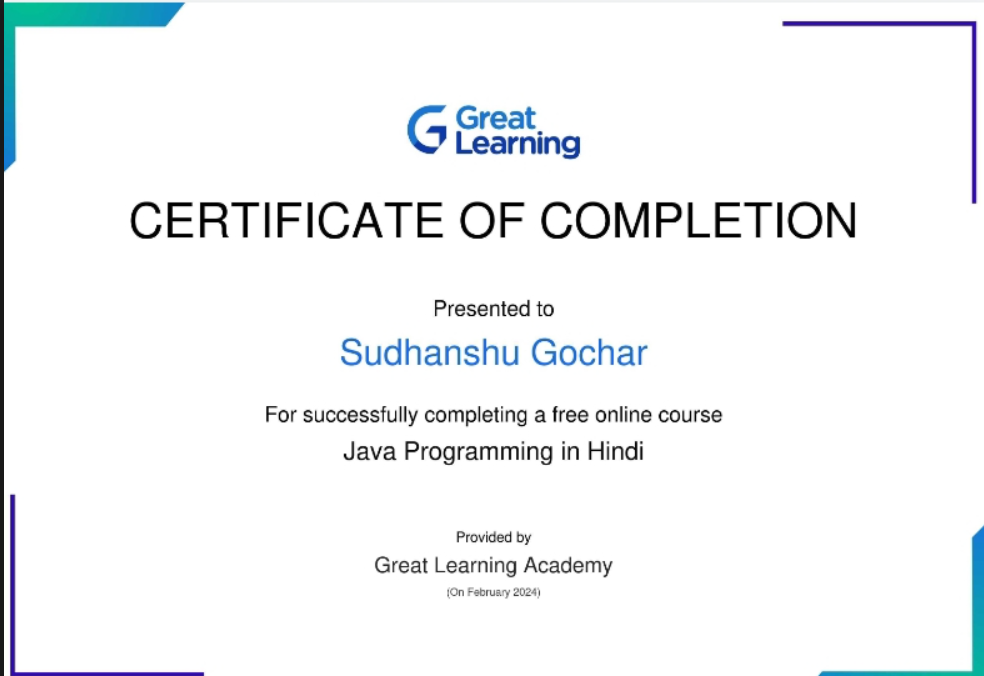 Great
Learning
CERTIFICATE OF COMPLETION
Presented to
Sudhanshu Gochar
For successfully completing a free online course
Java Programming in Hindi
Provided by
Great Learning Academy
(On February 2024)